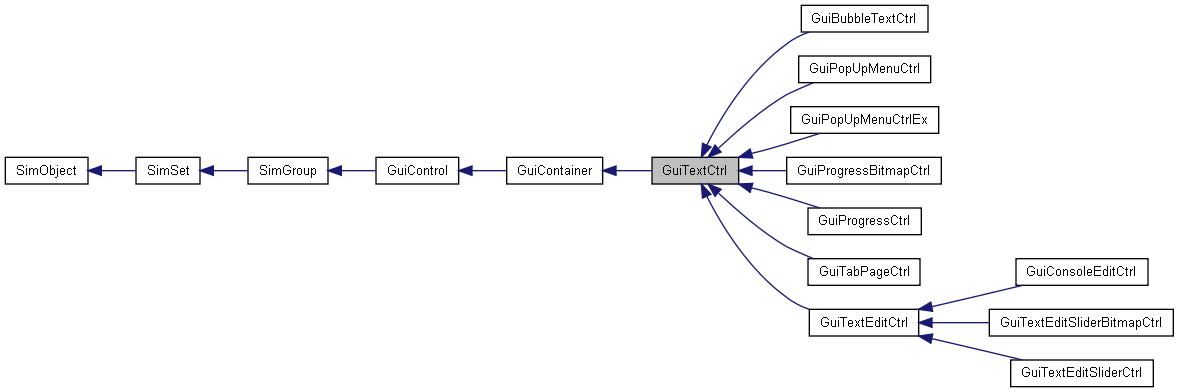 GuiBubbleTextCtrl
GuiPopUpMenuCtrl
GuiPopUpMenuCtrlEx
SimObject
SimSet
SimGroup
GuiControl
GuiContainer
GuiTextCtrl
GuiProgressBitmapCtrl
GuiProgressCtrl
GuiTabPageCtrl
GuiConsoleEditCtrl
GuiTextEditCtrl
GuiTextEditSliderBitmapCtrl
GuiTextEditSliderCtrl